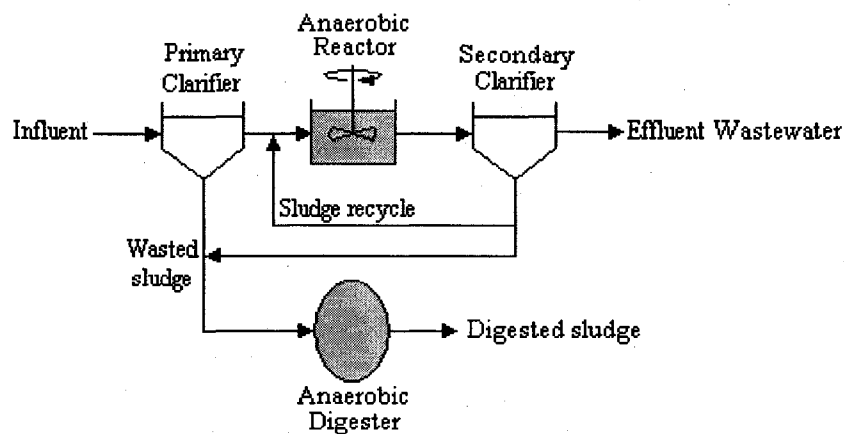 Anaerobic
Reactor
Primary
Clarifier
Secondary
Clarifier
Influent
Effluent Wastewater
Sludge recycle
Wasted
sludge
Digested sludge
Anaerobic
Digester